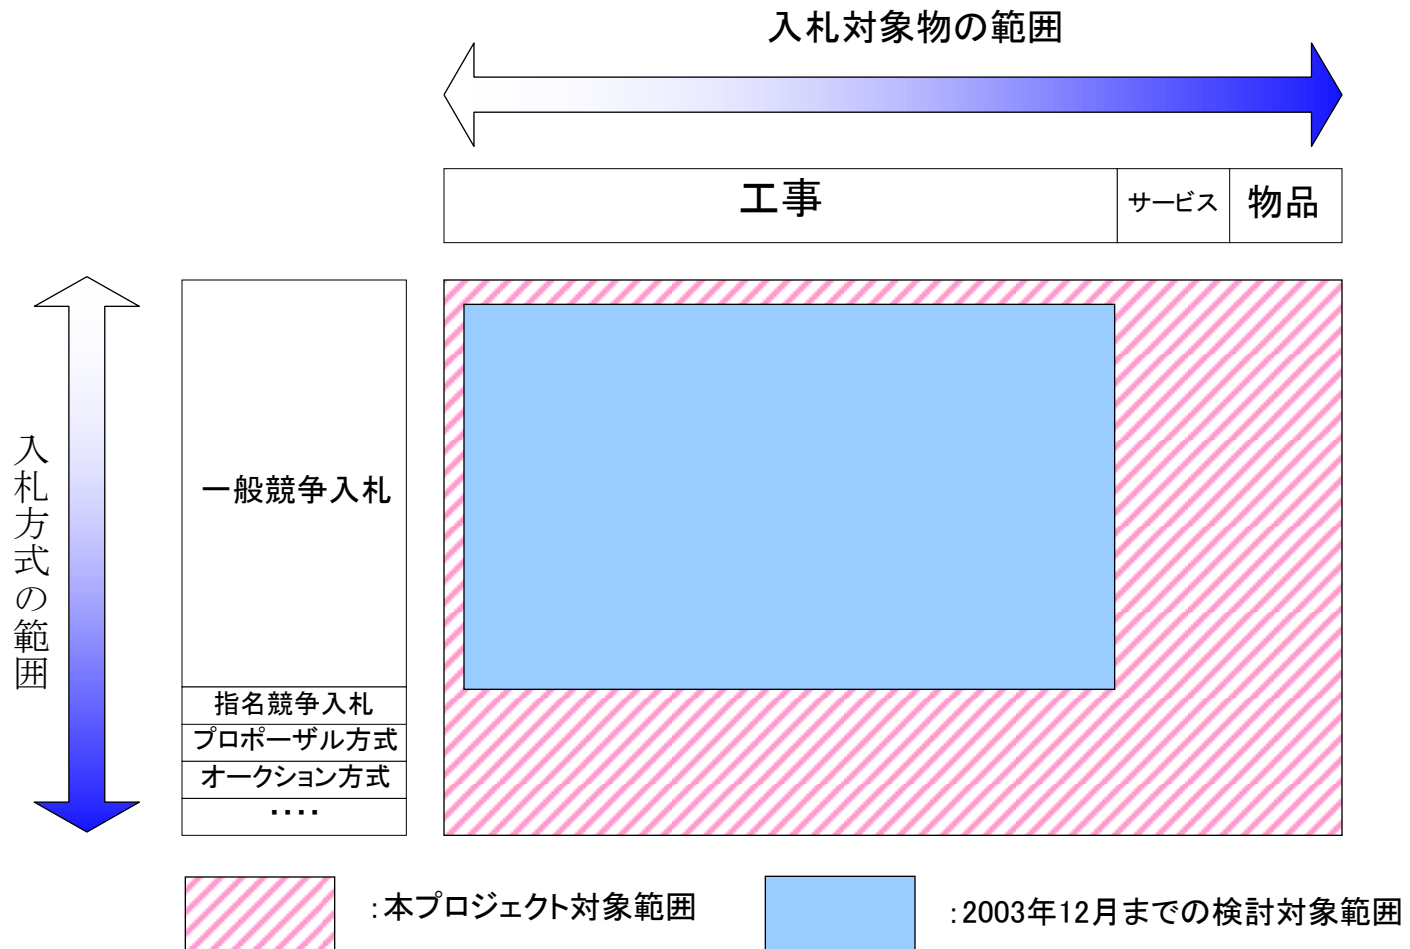 入札対象物の範囲
工事
サービス
物品
入札方式の範囲
一般競争入札
指名競争入札
プロポーザル方式
オークション方式
････
:本プロジェクト対象範囲
:2003年12月までの検討対象範囲